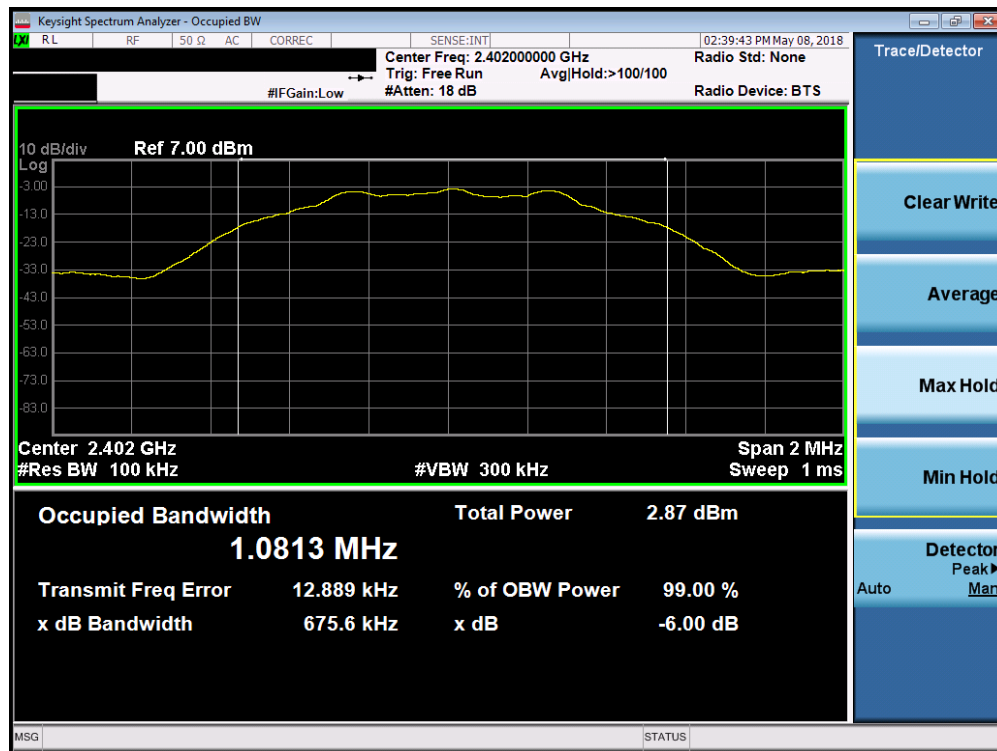 Keysight Spectrum Analyzer - Occupied BW
LXI RL RF 50 Ω AC CORREC SENSE:INT 02:39:43 PM May 08, 2018
Center Freq: 2.402000000 GHz Radio Std: None
Trig: Free Run Avg|Hold:>100/100
#IFGain:Low #Atten: 18 dB Radio Device: BTS
Trace/Detector
10 dB/div Ref 7.00 dBm
Log
-3.00
-13.0
-23.0
-33.0
-43.0
-53.0
-63.0
-73.0
-83.0
Center 2.402 GHz Span 2 MHz
#Res BW 100 kHz #VBW 300 kHz Sweep 1 ms
Occupied Bandwidth Total Power 2.87 dBm
1.0813 MHz
Transmit Freq Error 12.889 kHz % of OBW Power 99.00 %
x dB Bandwidth 675.6 kHz x dB -6.00 dB
Clear Write
Average
Max Hold
Min Hold
Detector
Peak
Auto Man
MSG STATUS